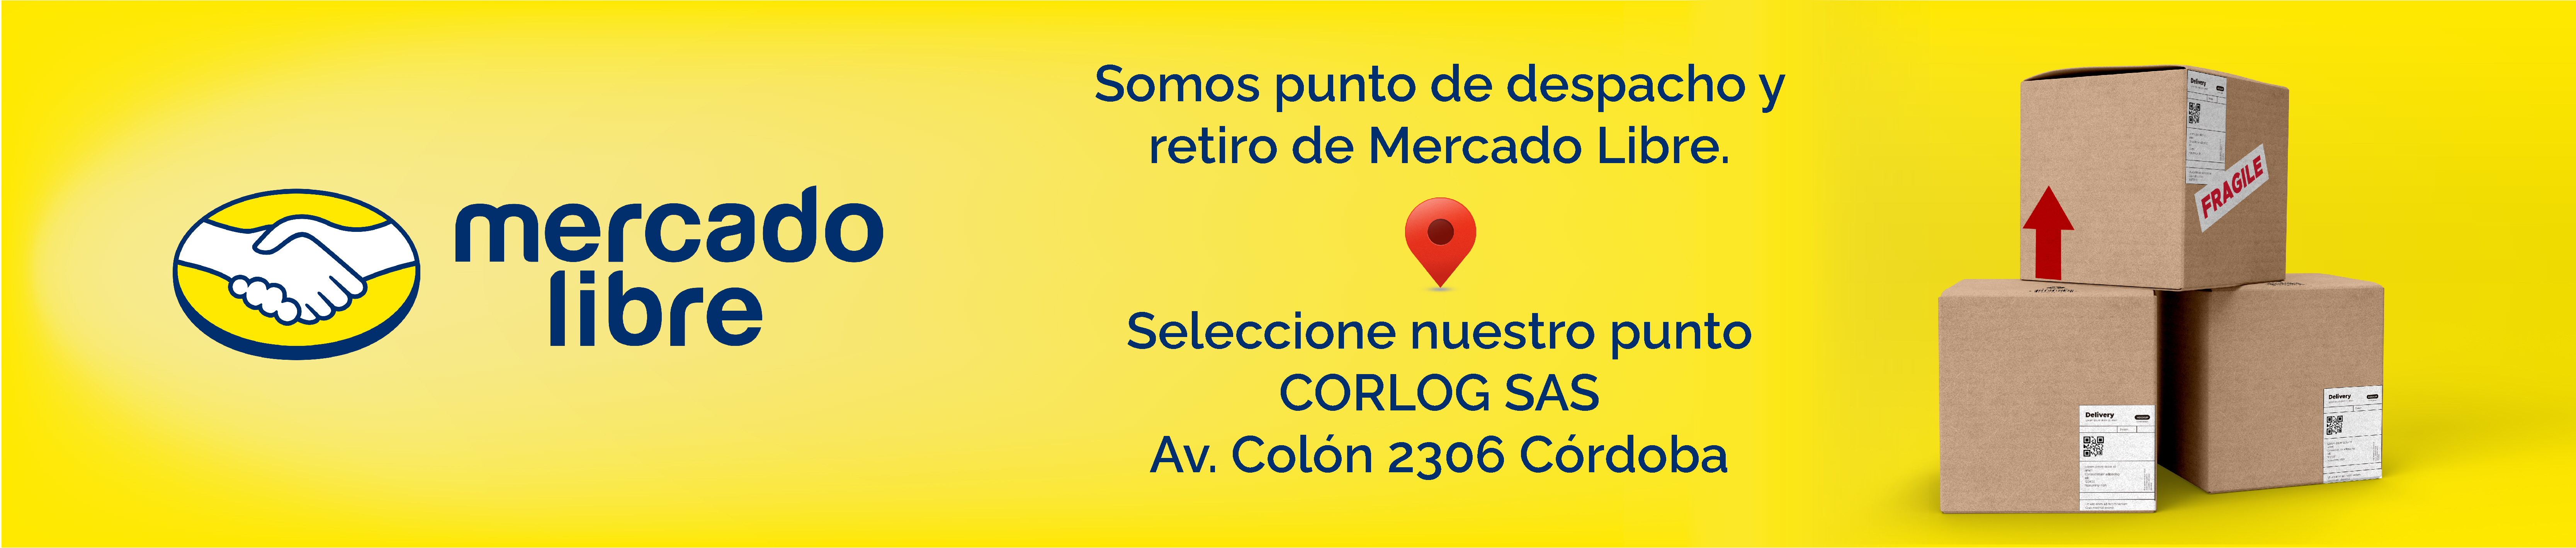 mercado
libre
Somos punto de despacho y
retiro de Mercado Libre.
Seleccione nuestro punto
CORLOG SAS
Av. Colón 2306 Córdoba
Delivery
FRAGILE
Delivery
Delivery